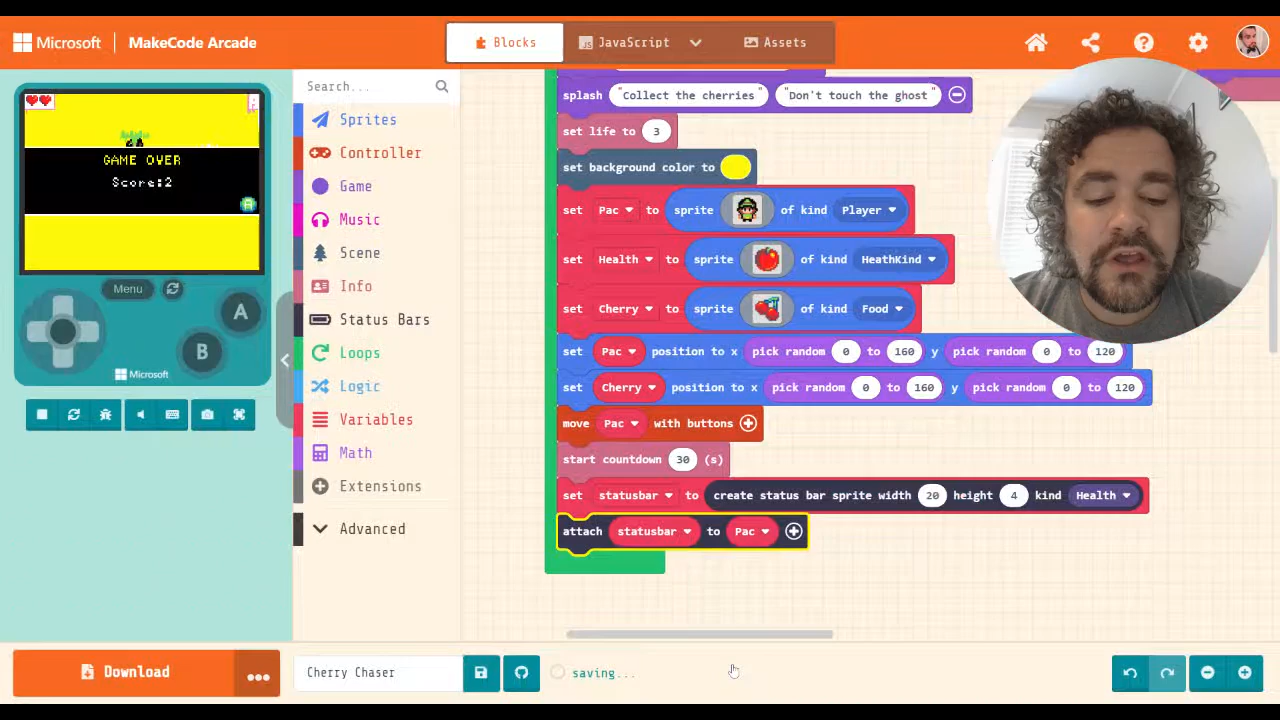 Microsoft
MakeCode Arcade
Blocks
JavaScript
Assets
GAME OVER
Score:2
Menu
A
B
Microsoft
Search...
Sprites
Controller
Game
Music
Scene
Info
Status Bars
Loops
Logic
Variables
Math
Extensions
Advanced
splash "Collect the cherries" "Don't touch the ghost"
set life to 3
set background color to
set Pac to sprite of kind Player
set Health to sprite of kind HeathKind
set Cherry to sprite of kind Food
set Pac position to x pick random 0 to 160 y pick random 0 to 120
set Cherry position to x pick random 0 to 160 y pick random 0 to 120
move Pac with buttons
start countdown 30 (s)
set statusbar to create status bar sprite width 20 height 4 kind Health
attach statusbar to Pac
Download
Cherry Chaser
saving...